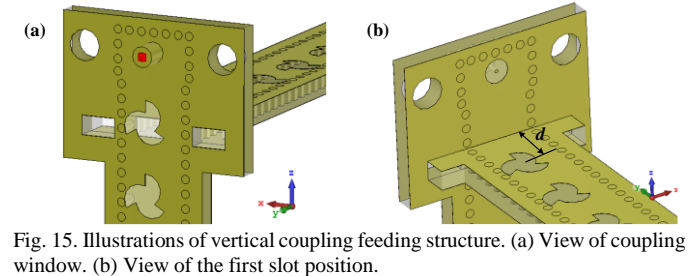 (a)
(b)
d
z
x
y
z
y
x
Fig. 15. Illustrations of vertical coupling feeding structure. (a) View of coupling
window. (b) View of the first slot position.